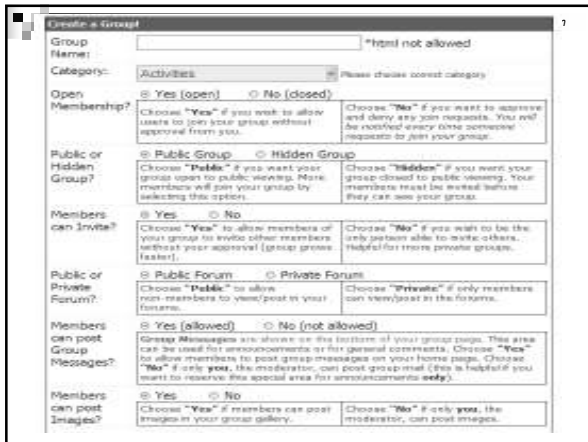 Create a Group!
Group Name:
*html not allowed
Category:
Activities
Please choose correct category
Open Membership?
Yes (open) No (closed)
Choose "Yes" if you wish to allow users to join your group without approval from you.
Choose "No" if you want to approve and deny any join requests. You will be notified every time someone requests to join your group.
Public or Hidden Group?
Public Group Hidden Group
Choose "Public" if you want your group open to public viewing. More members will join your group by selecting this option.
Choose "Hidden" if you want your group closed to public viewing. Your members must be invited before they can see your group.
Members can Invite?
Yes No
Choose "Yes" to allow members of your group to invite other members without your approval (group grows faster).
Choose "No" if you wish to be the only person able to invite others. Helpful for more private groups.
Public or Private Forum?
Public Forum Private Forum
Choose "Public" to allow non-members to view/post in your forums.
Choose "Private" if only members can view/post in the forums.
Members can post Group Messages?
Yes (allowed) No (not allowed)
Group Messages are shown on the bottom of your group page. This area can be used for announcements or for general comments. Choose "Yes" to allow members to post group messages on your home page. Choose "No" if only you, the moderator, can post group mail (this is helpful if you want to reserve this special area for announcements only).
Members can post Images?
Yes No
Choose "Yes" if members can post images in your group gallery.
Choose "No" if only you, the moderator, can post images.